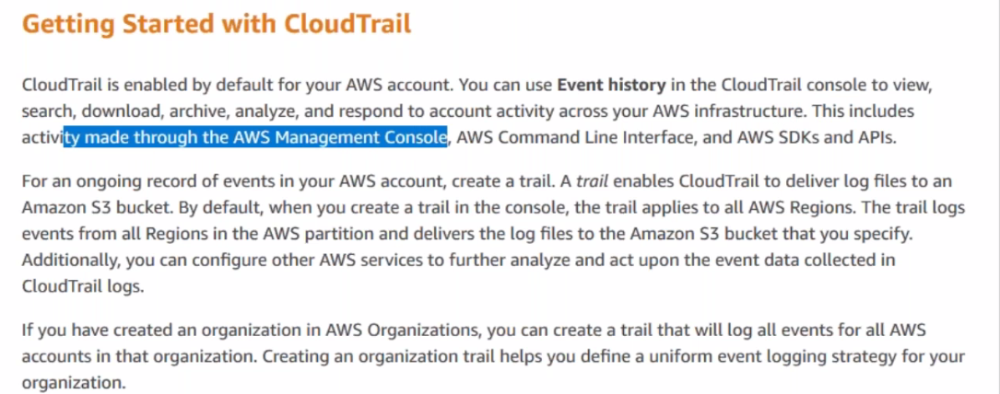 Getting Started with CloudTrail
CloudTrail is enabled by default for your AWS account. You can use Event history in the CloudTrail console to view,
search, download, archive, analyze, and respond to account activity across your AWS infrastructure. This includes
activity made through the AWS Management Console, AWS Command Line Interface, and AWS SDKs and APIs.
For an ongoing record of events in your AWS account, create a trail. A trail enables CloudTrail to deliver log files to an
Amazon S3 bucket. By default, when you create a trail in the console, the trail applies to all AWS Regions. The trail logs
events from all Regions in the AWS partition and delivers the log files to the Amazon S3 bucket that you specify.
Additionally, you can configure other AWS services to further analyze and act upon the event data collected in
CloudTrail logs.
If you have created an organization in AWS Organizations, you can create a trail that will log all events for all AWS
accounts in that organization. Creating an organization trail helps you define a uniform event logging strategy for your
organization.